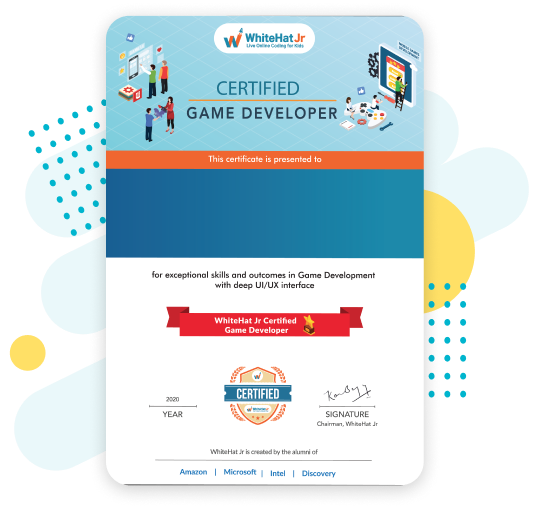 WhiteHat Jr
Live Online Coding for Kids
CERTIFIED
GAME DEVELOPER
This certificate is presented to
for exceptional skills and outcomes in Game Development
with deep UI/UX interface
WhiteHat Jr Certified
Game Developer
CERTIFIED
2020
YEAR
SIGNATURE
Chairman, WhiteHat Jr
WhiteHat Jr is created by the alumni of
Amazon | Microsoft | Intel | Discovery